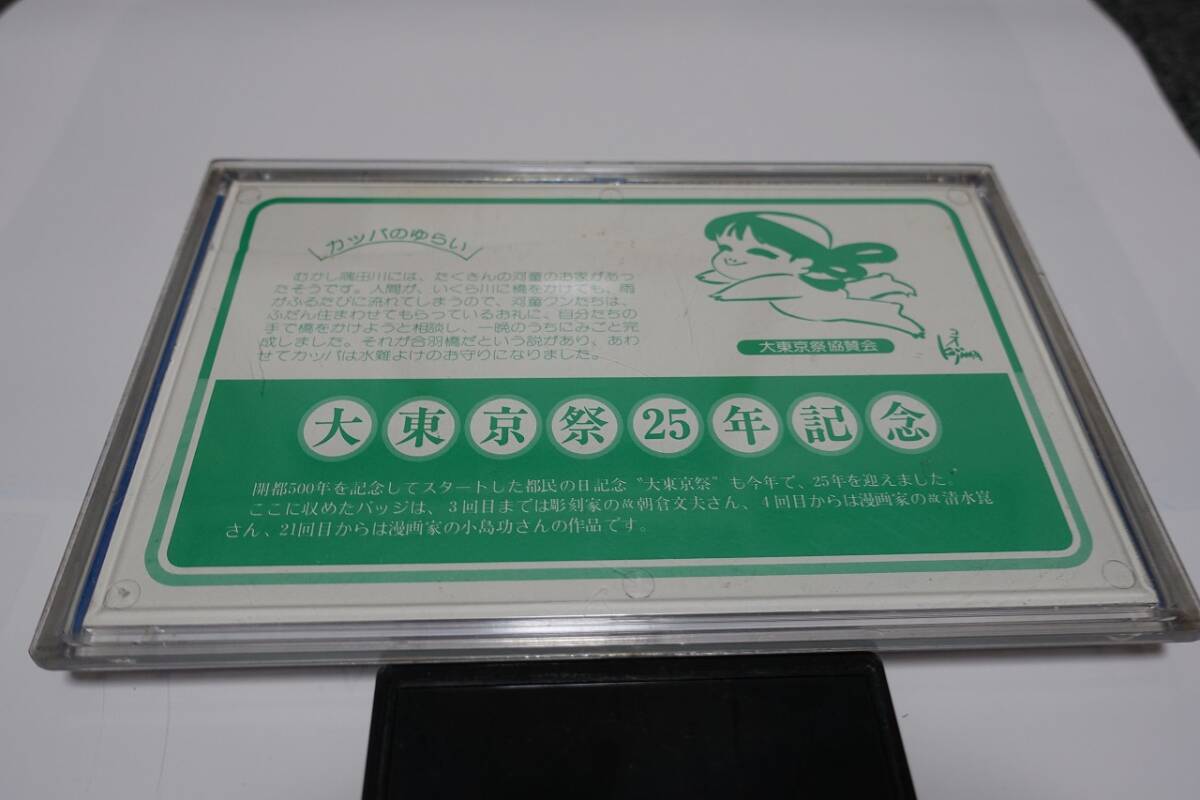 カッパのゆらい
むかし隅田川には、たくさんの河童のお家があっ
たそうです。人間が、いくら川に橋をかけても、雨
がふるたびに流れてしまうので、河童クンたちは、
ふだん住まわせてもらっているお礼に、自分たちの
手で橋をかけようと相談し、一晩のうちにみごと完
成しました。それが合羽橋だという説があり、あわ
せてカッパは水難よけのお守りになりました。
大東京祭協賛会
コオ Kojima
大東京祭25年記念
開都500年を記念してスタートした都民の日記念“大東京祭”も今年で、25年を迎えました。
ここに収めたバッジは、3回目までは彫刻家の故朝倉文夫さん、4回目からは漫画家の故清水崑
さん、21回目からは漫画家の小島功さんの作品です。